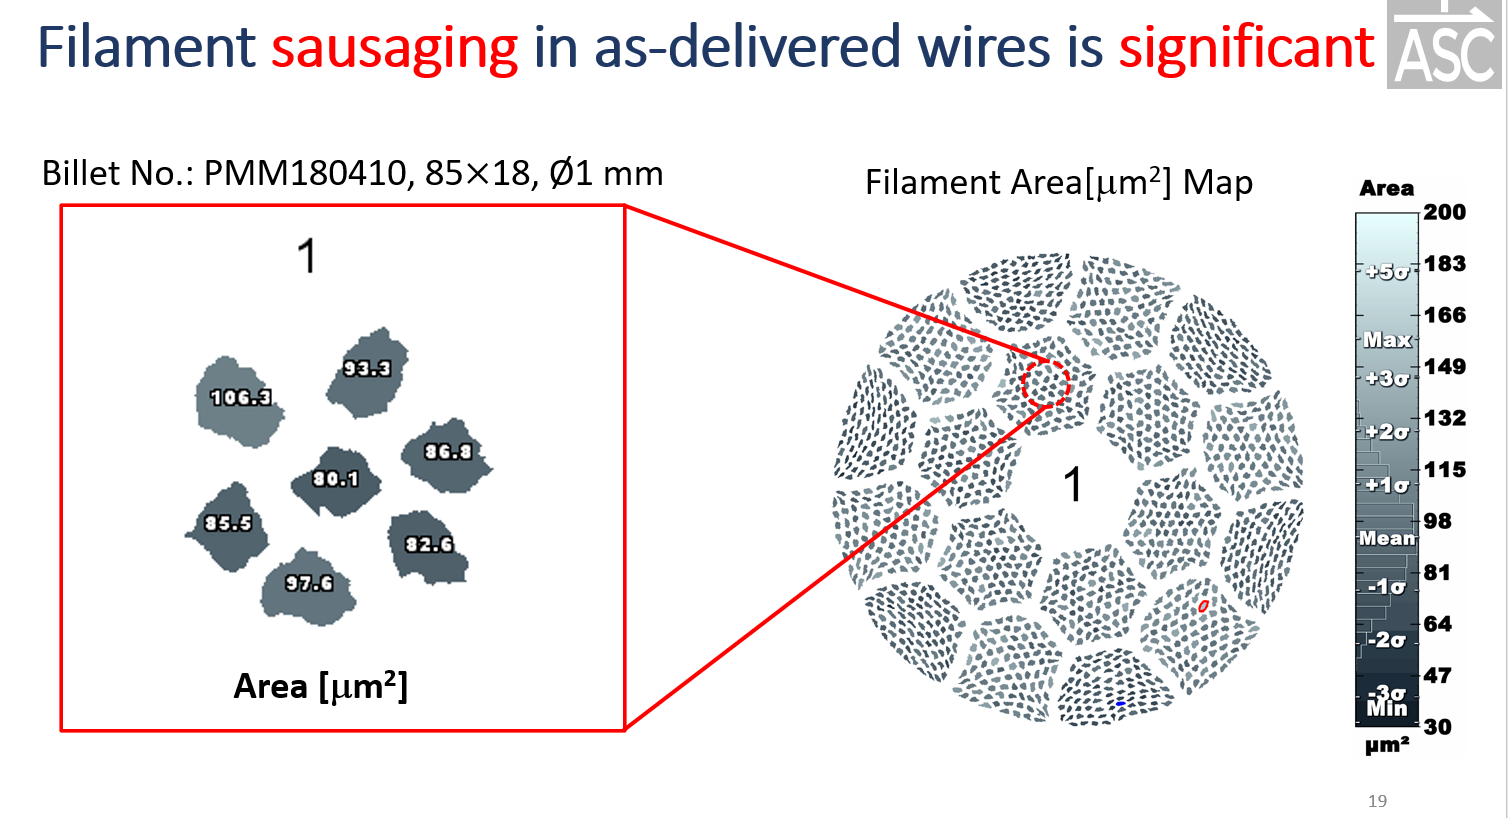 Filament sausaging in as-delivered wires is significant
ASC
Billet No.: PMM180410, 85×18, Ø1 mm
Filament Area[µm²] Map
1
93.3
106.3
86.8
80.1
85.5
82.6
97.6
Area [µm²]
1
Area
200
+5σ 183
166
Max
149
+3σ
132
+2σ
115
+1σ
98
Mean
81
-1σ
64
-2σ
47
-3σ
Min
30
µm²
19